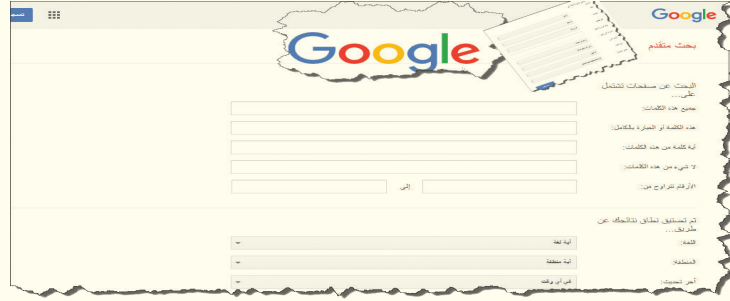 Google
تسجـ
Google
بحث متقدم
البحث عن صفحات تشتمل
على...
جميع هذه الكلمات:
هذه الكلمة أو العبارة بالكامل:
أية كلمة من هذه الكلمات:
لا شيء من هذه الكلمات:
الأرقام تتراوح من:
إلى
تم تضييق نطاق نتائجك عن
طريق...
اللغة:
أية لغة
المنطقة:
أية منطقة
آخر تحديث:
في أي وقت